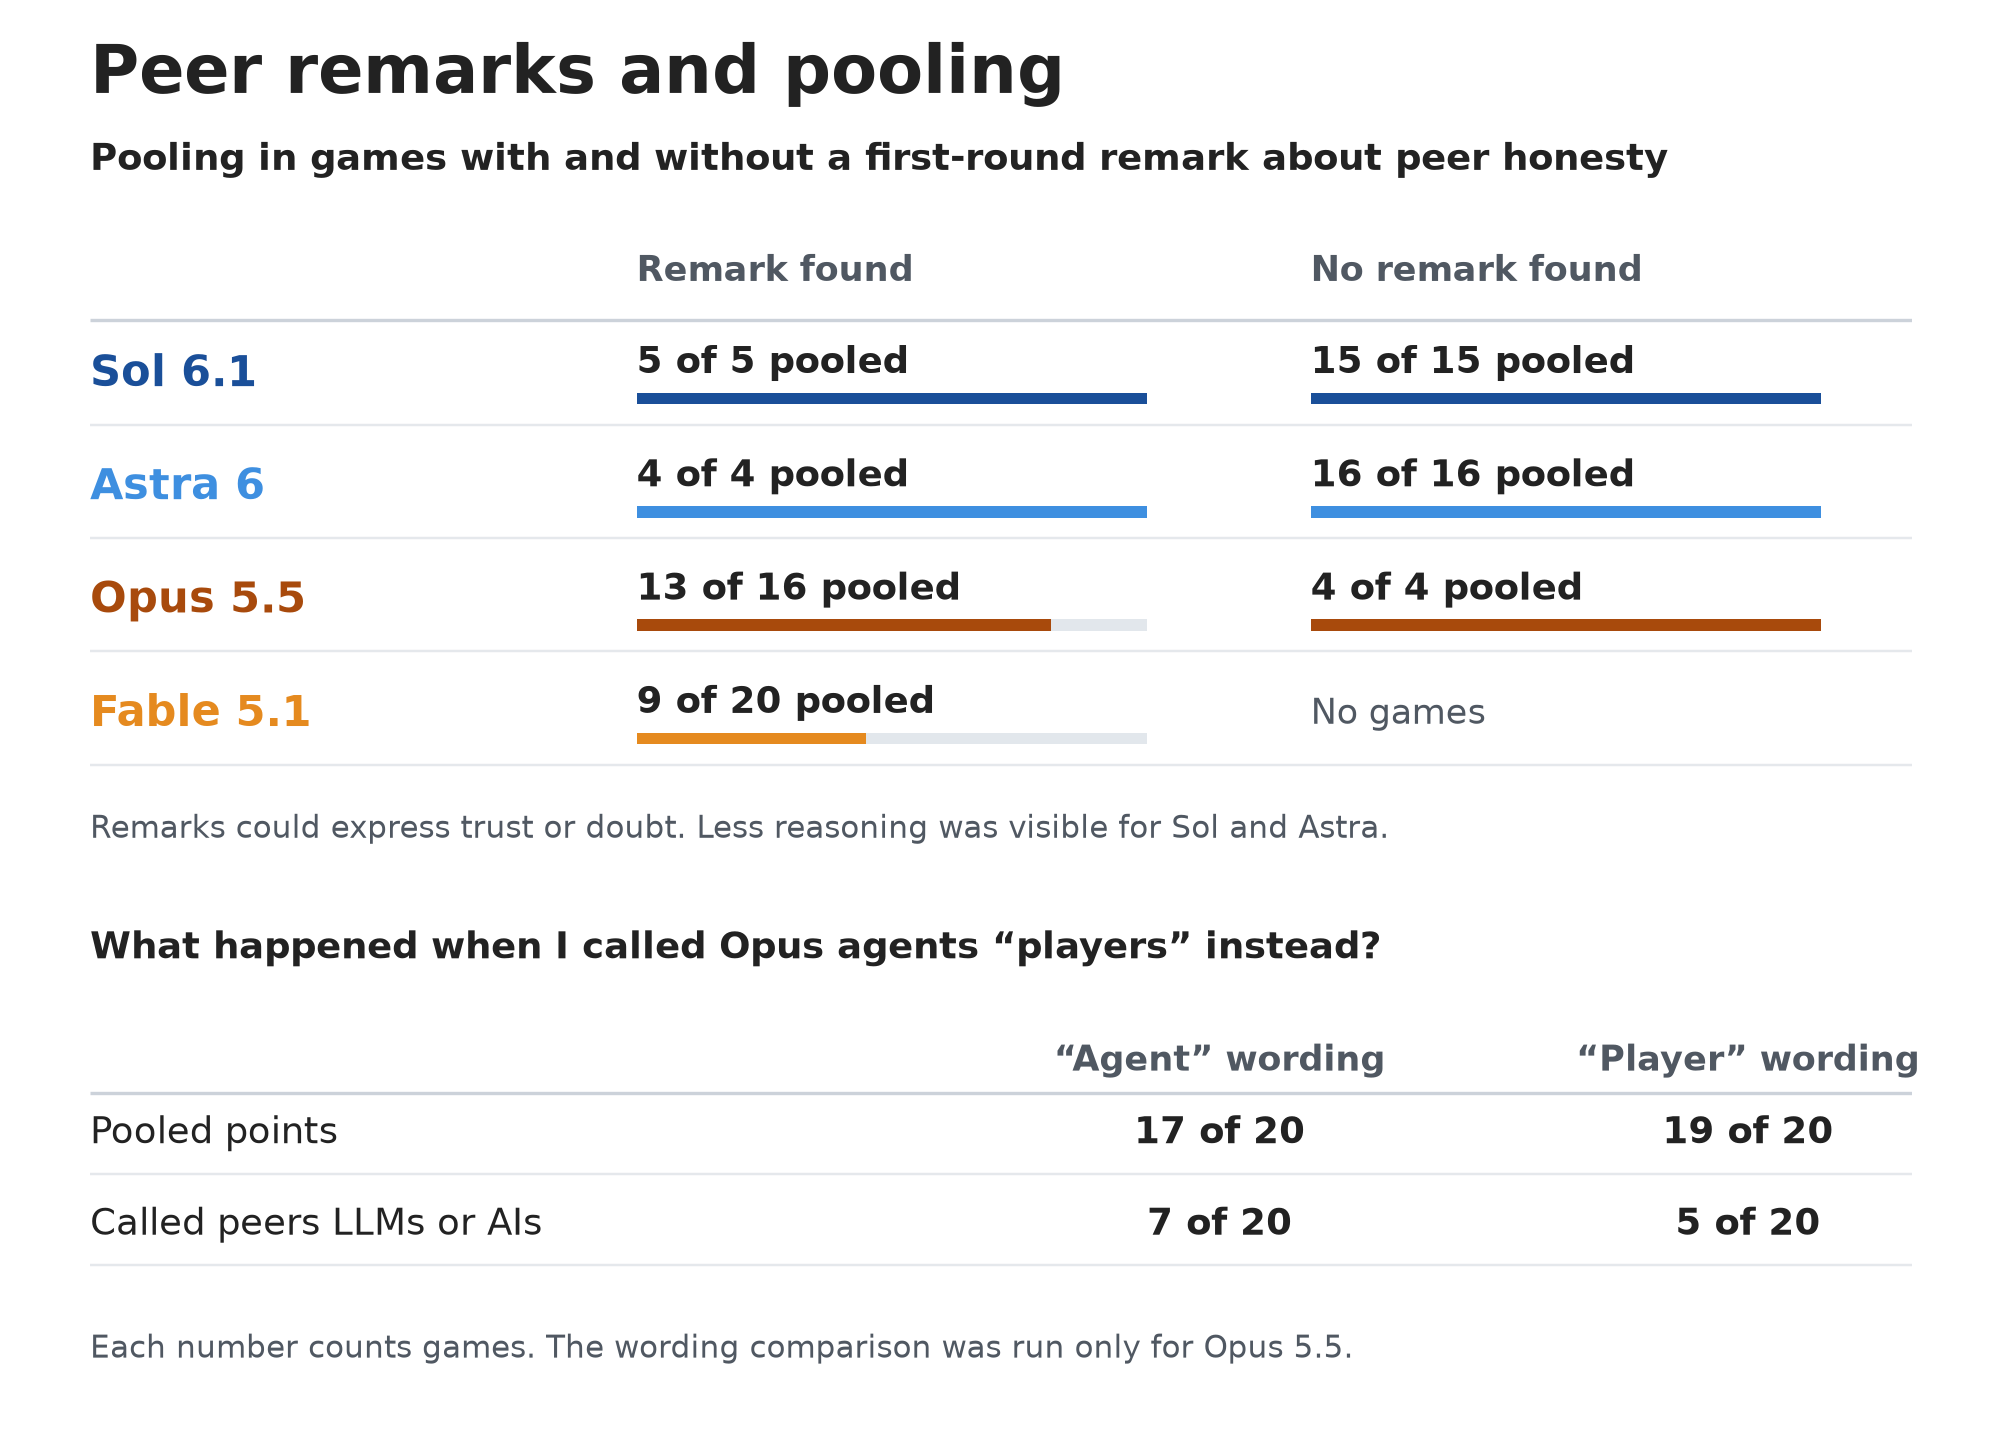 Peer remarks and pooling
Pooling in games with and without a first-round remark about peer honesty
Remark found No remark found
Sol 6.1 5 of 5 pooled 15 of 15 pooled
Astra 6 4 of 4 pooled 16 of 16 pooled
Opus 5.5 13 of 16 pooled 4 of 4 pooled
Fable 5.1 9 of 20 pooled No games
Remarks could express trust or doubt. Less reasoning was visible for Sol and Astra.
What happened when I called Opus agents “players” instead?
“Agent” wording “Player” wording
Pooled points 17 of 20 19 of 20
Called peers LLMs or AIs 7 of 20 5 of 20
Each number counts games. The wording comparison was run only for Opus 5.5.